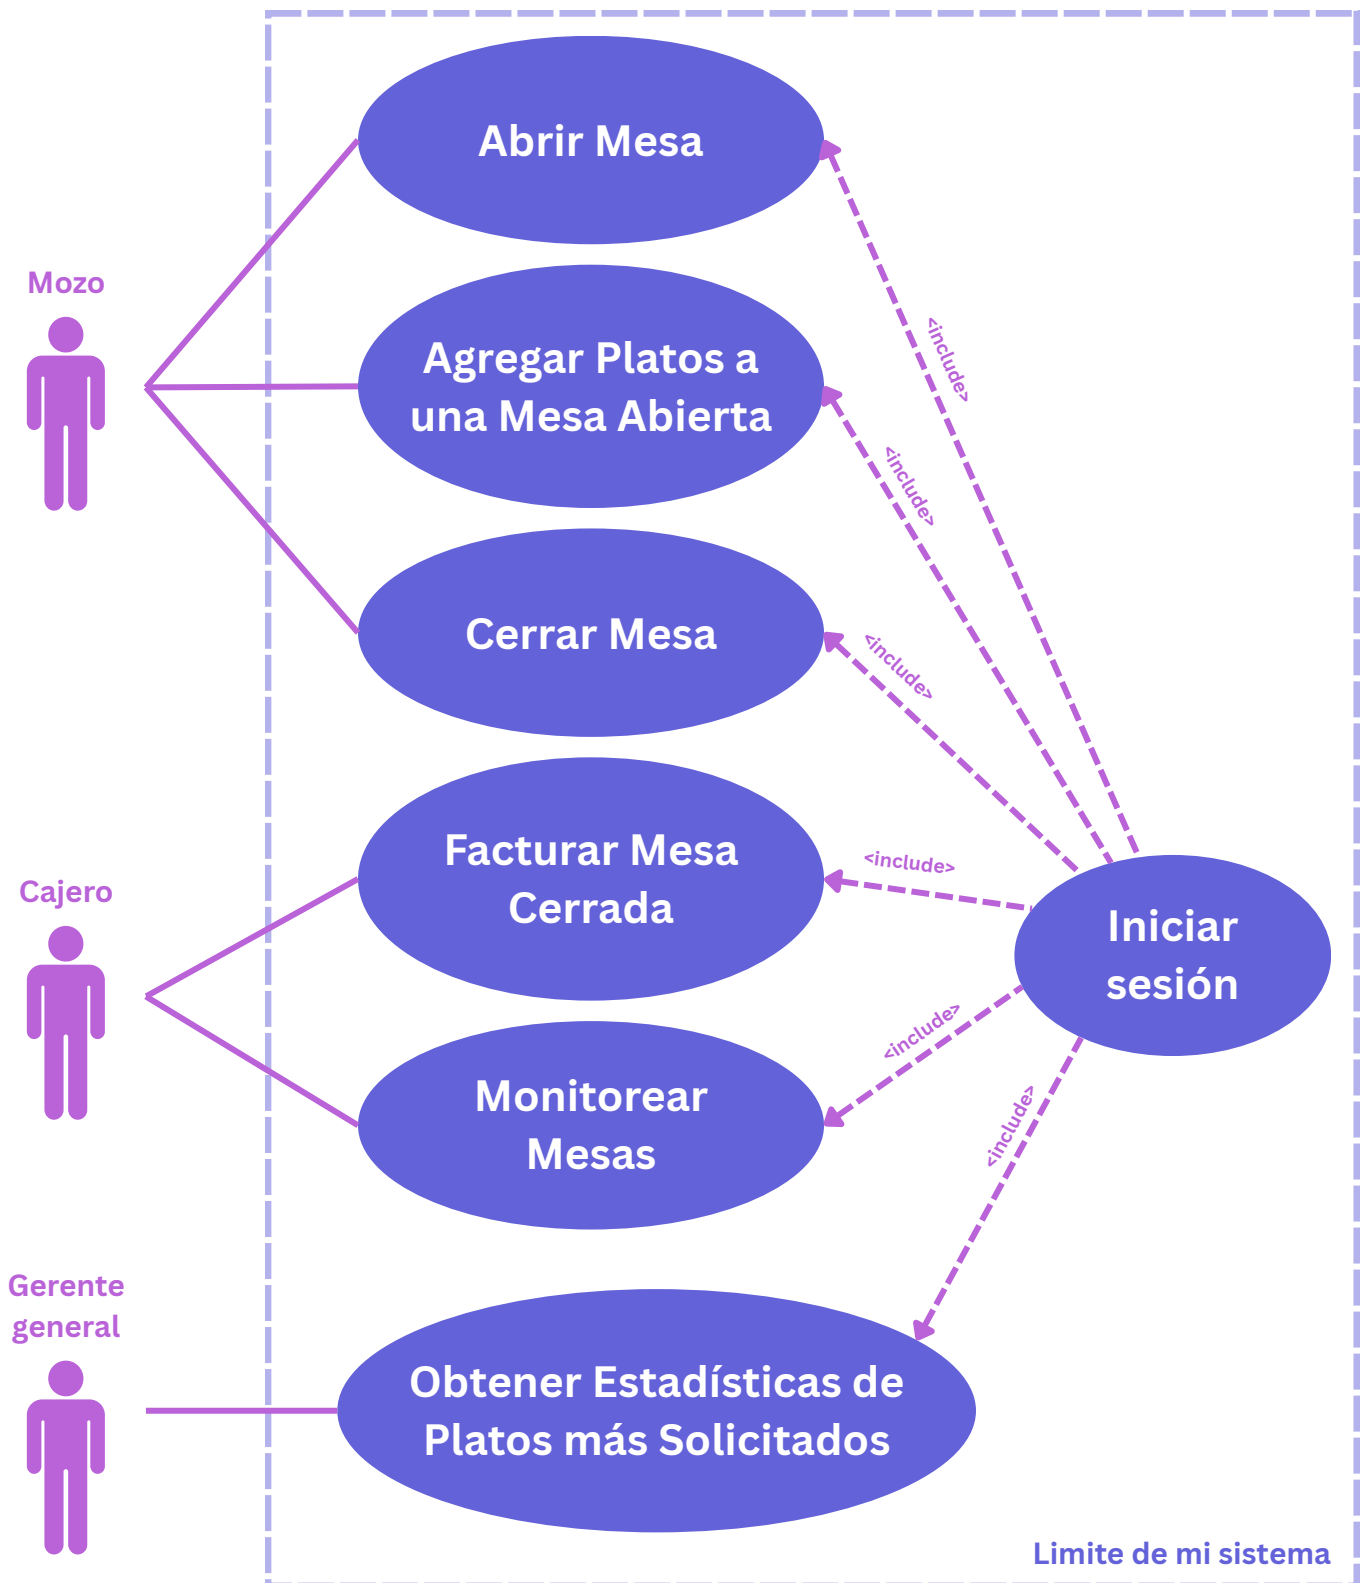 Abrir Mesa
Mozo
<include>
Agregar Platos a
una Mesa Abierta
<include>
Cerrar Mesa
<include>
Facturar Mesa
Cerrada
<include>
Cajero
Iniciar
sesión
<include>
Monitorear
Mesas
<include>
Gerente
general
Obtener Estadísticas de
Platos más Solicitados
Limite de mi sistema